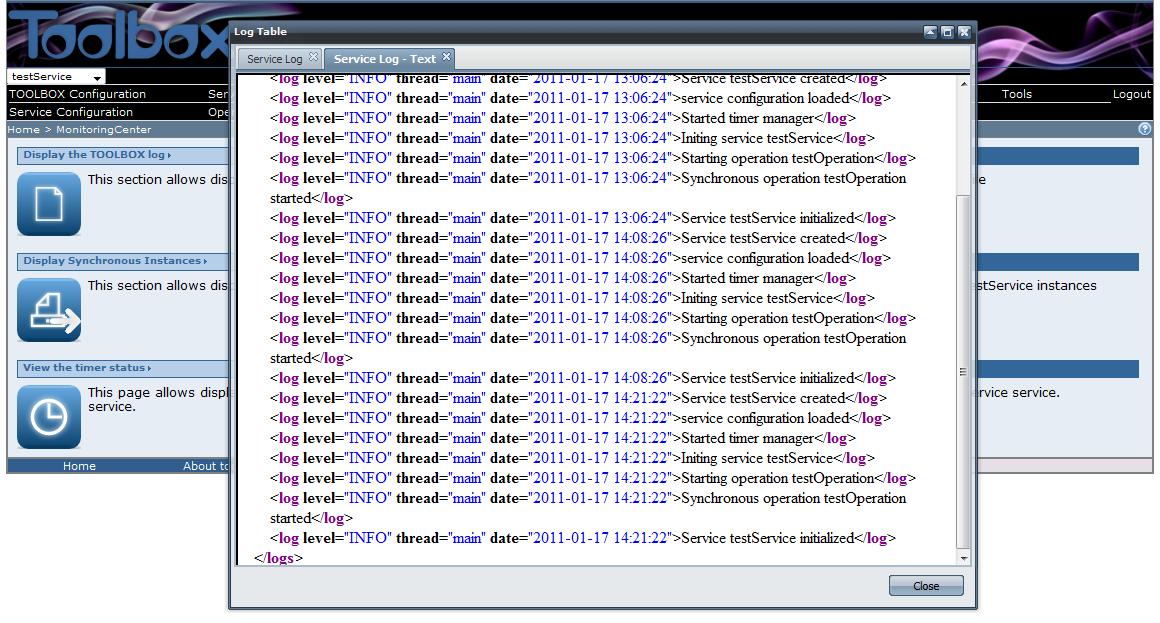 Toolbox
Log Table
Service Log
Service Log - Text
testService
TOOLBOX Configuration
Ser
Tools
Logout
Service Configuration
Ope
Home > MonitoringCenter
Display the TOOLBOX log
This section allows dis
e
Display Synchronous Instances
This section allows dis
stService instances
View the timer status
This page allows displ
ervice service.
service.
Home
About to
<log level="INFO" thread="main" date="2011-01-17 13:06:24">Service testService created</log>
<log level="INFO" thread="main" date="2011-01-17 13:06:24">service configuration loaded</log>
<log level="INFO" thread="main" date="2011-01-17 13:06:24">Started timer manager</log>
<log level="INFO" thread="main" date="2011-01-17 13:06:24">Initing service testService</log>
<log level="INFO" thread="main" date="2011-01-17 13:06:24">Starting operation testOperation</log>
<log level="INFO" thread="main" date="2011-01-17 13:06:24">Synchronous operation testOperation
started</log>
<log level="INFO" thread="main" date="2011-01-17 13:06:24">Service testService initialized</log>
<log level="INFO" thread="main" date="2011-01-17 14:08:26">Service testService created</log>
<log level="INFO" thread="main" date="2011-01-17 14:08:26">service configuration loaded</log>
<log level="INFO" thread="main" date="2011-01-17 14:08:26">Started timer manager</log>
<log level="INFO" thread="main" date="2011-01-17 14:08:26">Initing service testService</log>
<log level="INFO" thread="main" date="2011-01-17 14:08:26">Starting operation testOperation</log>
<log level="INFO" thread="main" date="2011-01-17 14:08:26">Synchronous operation testOperation
started</log>
<log level="INFO" thread="main" date="2011-01-17 14:08:26">Service testService initialized</log>
<log level="INFO" thread="main" date="2011-01-17 14:21:22">Service testService created</log>
<log level="INFO" thread="main" date="2011-01-17 14:21:22">service configuration loaded</log>
<log level="INFO" thread="main" date="2011-01-17 14:21:22">Started timer manager</log>
<log level="INFO" thread="main" date="2011-01-17 14:21:22">Initing service testService</log>
<log level="INFO" thread="main" date="2011-01-17 14:21:22">Starting operation testOperation</log>
<log level="INFO" thread="main" date="2011-01-17 14:21:22">Synchronous operation testOperation
started</log>
<log level="INFO" thread="main" date="2011-01-17 14:21:22">Service testService initialized</log>
</logs>
Close